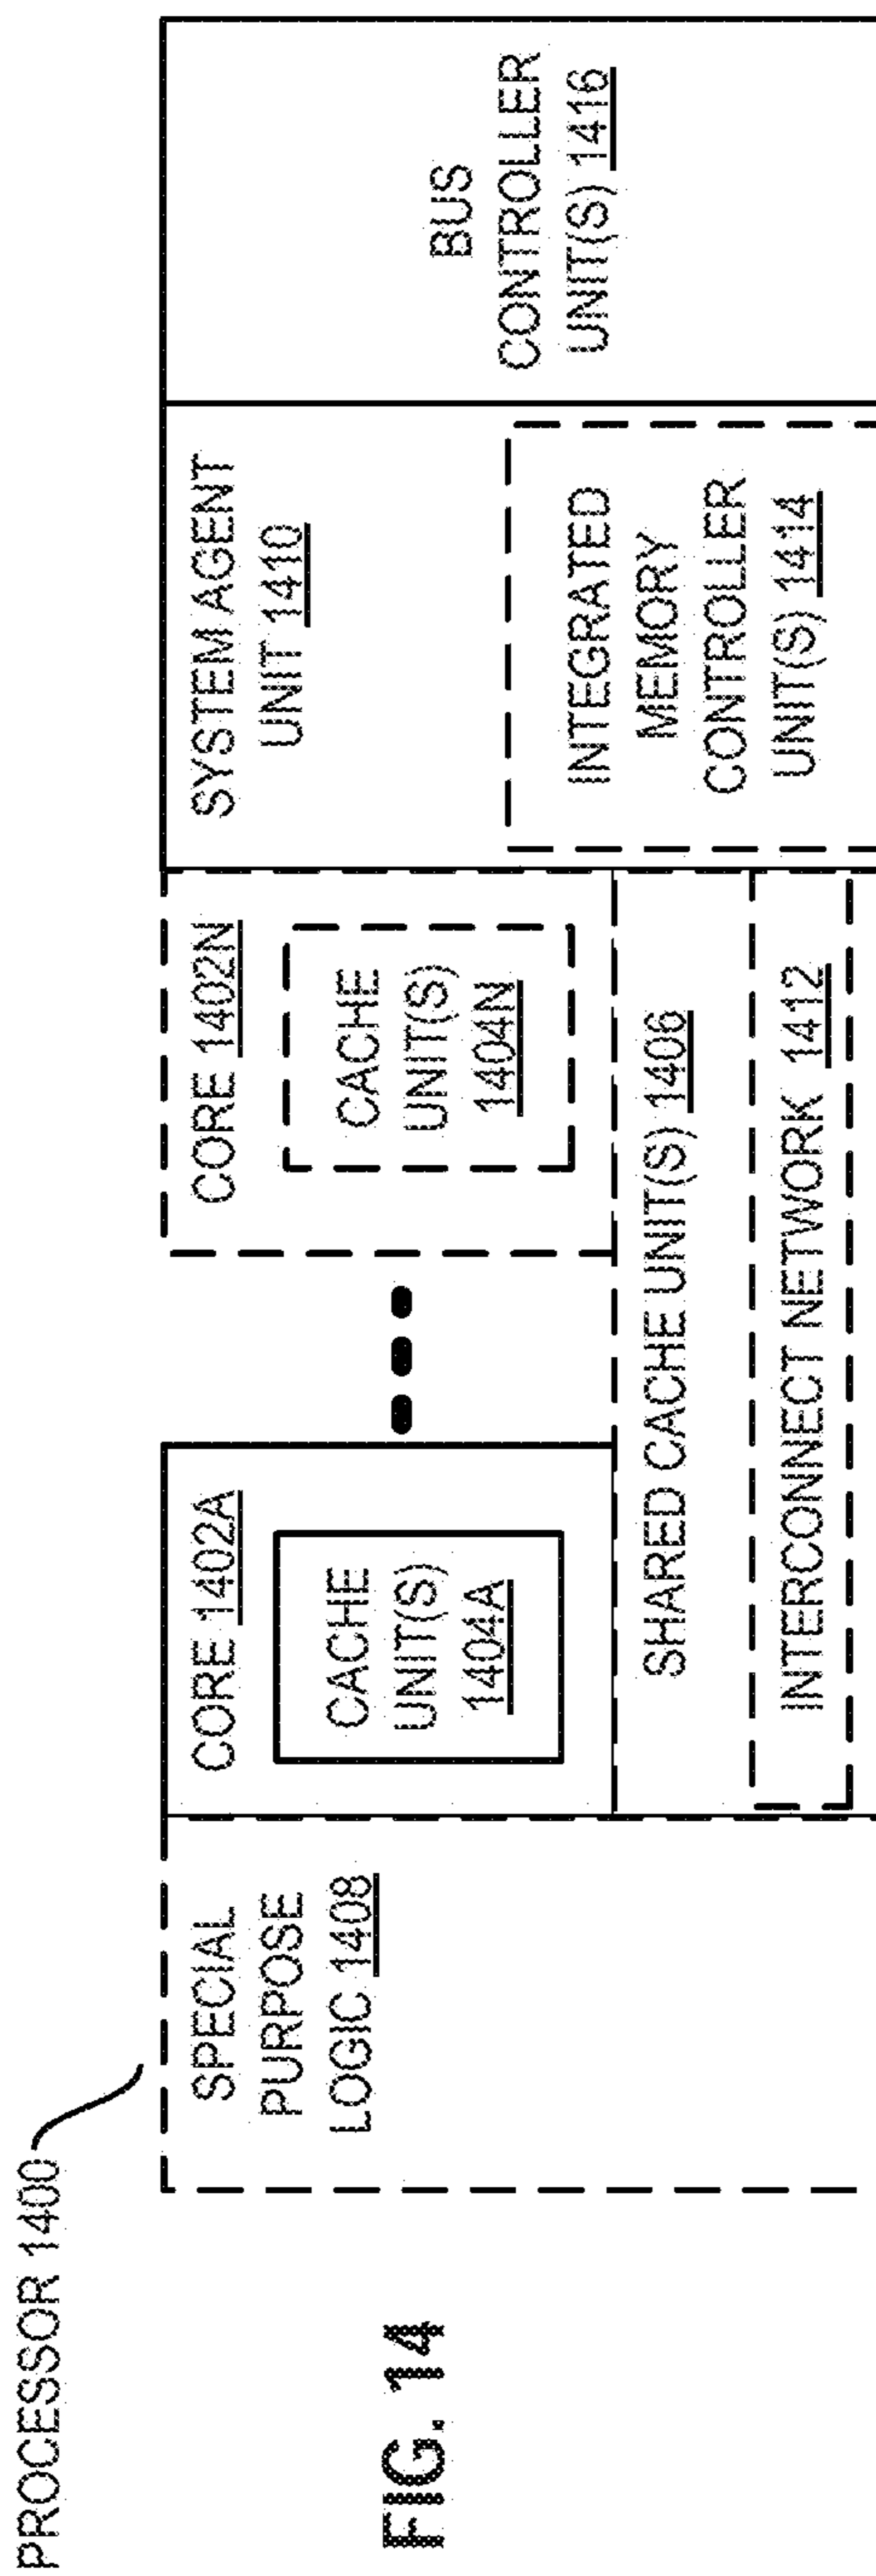 PROCESSOR 1400
SPECIAL
PURPOSE
LOGIC 1408
CORE 1402A
CACHE
UNIT(S)
1404A
CORE 1402N
CACHE
UNIT(S)
1404N
SHARED CACHE UNIT(S) 1406
INTERCONNECT NETWORK 1412
SYSTEM AGENT
UNIT 1410
INTEGRATED
MEMORY
CONTROLLER
UNIT(S) 1414
BUS
CONTROLLER
UNIT(S) 1416
FIG. 14